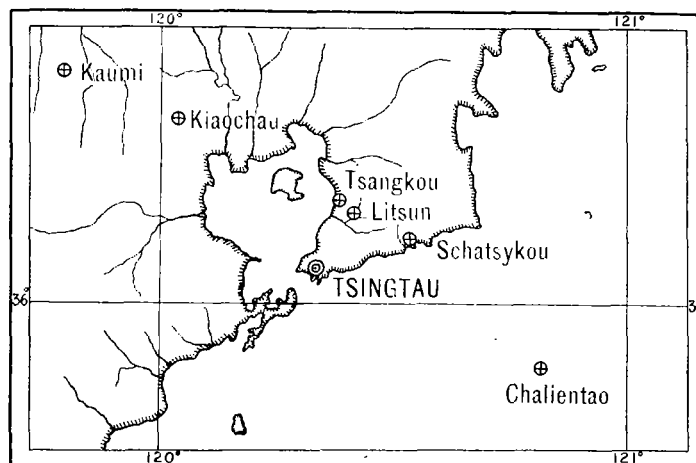 120°
121°
Kaumi
Kiaochau
Tsangkou
Litsun
Schatsykou
TSINGTAU
36°
3
Chalientao
120°
121°